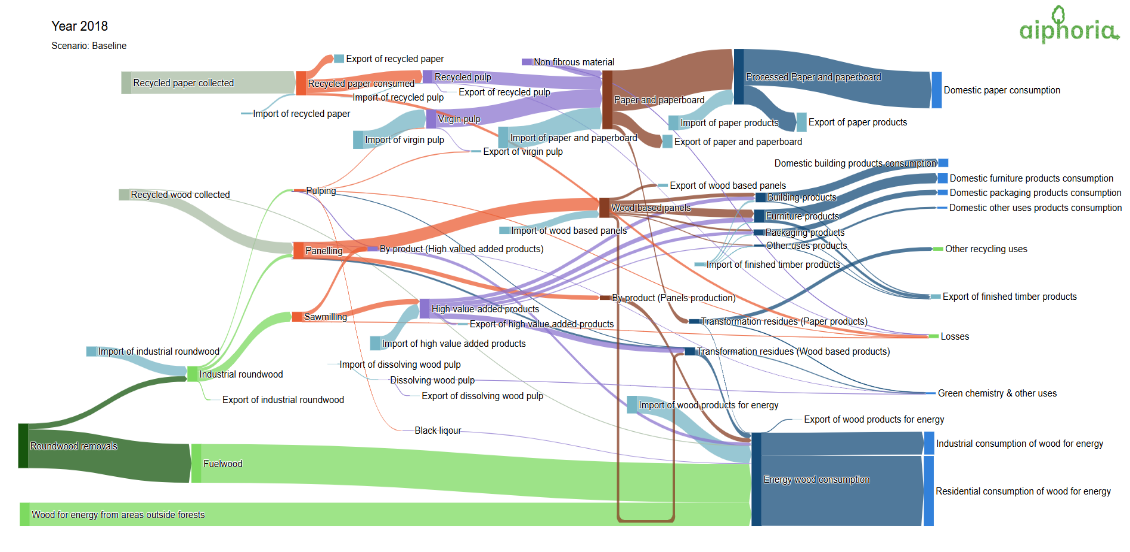 Year 2018
aiphoria
Scenario: Baseline
Export of recycled paper
Non fibrous material
Recycled paper collected
Recycled paper consumed
Recycled pulp
Processed Paper and paperboard
Export of recycled pulp
Domestic paper consumption
Import of recycled pulp
Paper and paperboard
Import of recycled paper
Virgin pulp
Import of paper products
Export of paper products
Import of virgin pulp
Import of paper and paperboard
Export of paper and paperboard
Export of virgin pulp
Domestic building products consumption
Domestic furniture products consumption
Export of wood based panels
Pulping
Recycled wood collected
Domestic packaging products consumption
Building products
Wood based panels
Domestic other uses products consumption
Furniture products
Import of wood based panels
Packaging products
Other uses products
By product (High valued added products)
Other recycling uses
Panelling
Import of finished timber products
Export of finished timber products
By product (Panels production)
High value added products
Sawmilling
Export of high value added products
Transformation residues (Paper products)
Losses
Import of high value added products
Import of industrial roundwood
Transformation residues (Wood based products)
Import of dissolving wood pulp
Industrial roundwood
Dissolving wood pulp
Green chemistry & other uses
Export of dissolving wood pulp
Export of industrial roundwood
Import of wood products for energy
Export of wood products for energy
Black liqour
Roundwood removals
Industrial consumption of wood for energy
Fuelwood
Energy wood consumption
Residential consumption of wood for energy
Wood for energy from areas outside forests